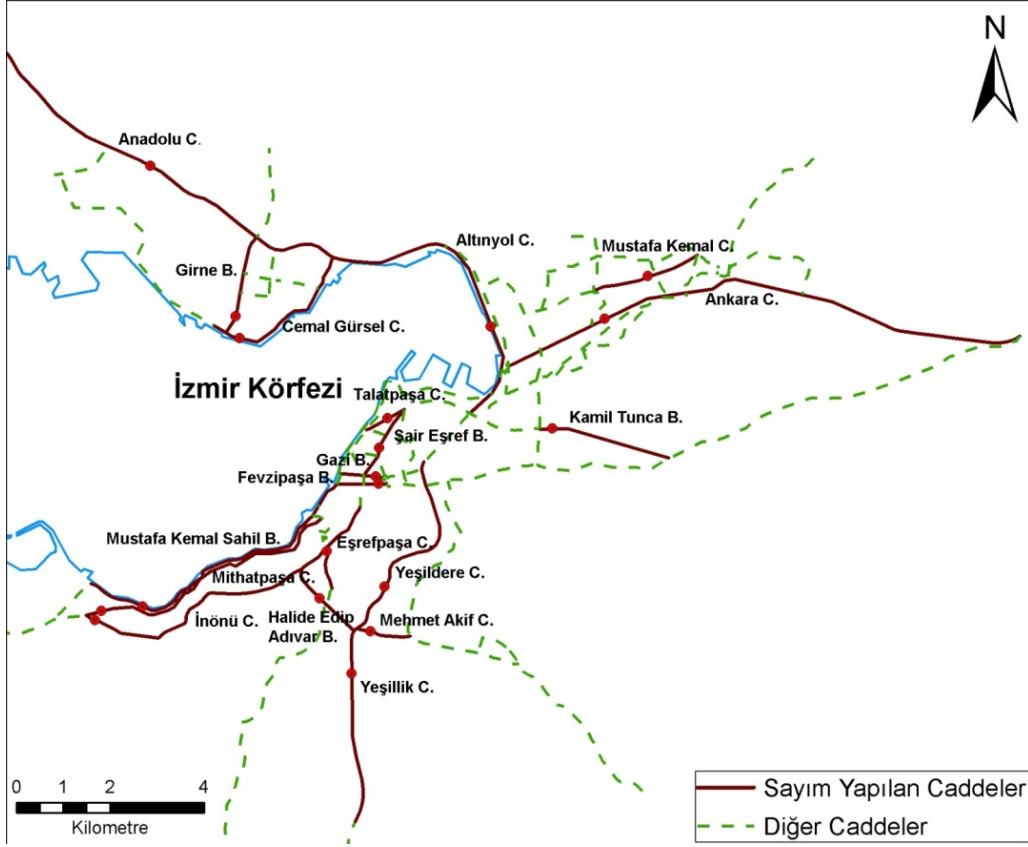 N
Anadolu C.
Altınyol C.
Mustafa Kemal C.
Girne B.
Ankara C.
Cemal Gürsel C.
İzmir Körfezi
Talatpaşa C.
Kamil Tunca B.
Şair Eşref B.
Gazi B.
Fevzipaşa B.
Mustafa Kemal Sahil B.
Eşrefpaşa C.
Mithatpaşa C.
Yeşildere C.
İnönü C.
Halide Edip
Adıvar B.
Mehmet Akif C.
Yeşillik C.
0 1 2 4
Kilometre
Sayım Yapılan Caddeler
Diğer Caddeler